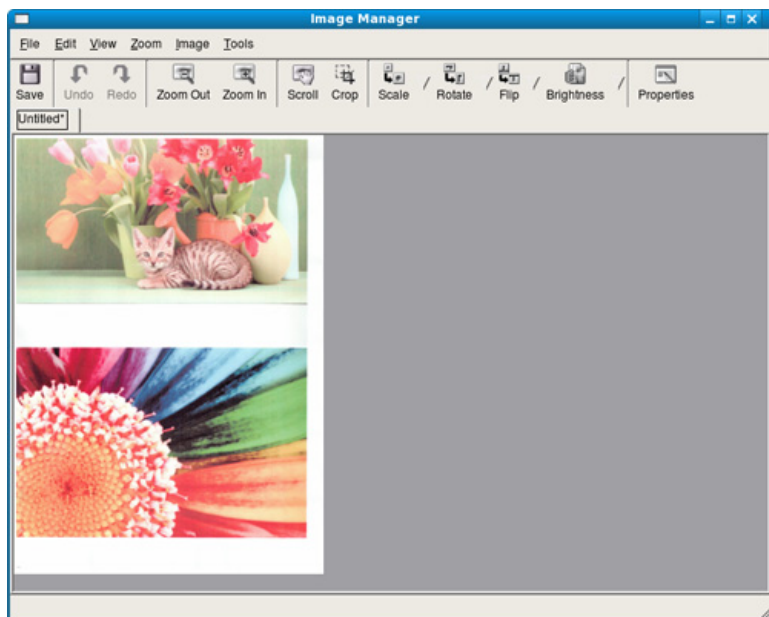 Image Manager
File Edit View Zoom Image Tools
Save Undo Redo Zoom Out Zoom In Scroll Crop Scale / Rotate / Flip / Brightness / Properties
Untitled*